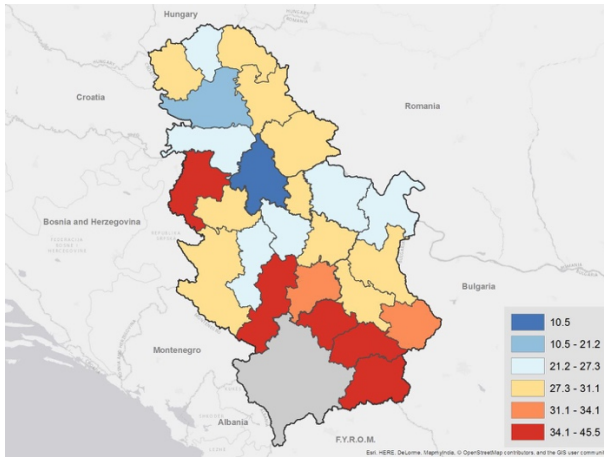 Hungary
Croatia
Romania
Bosnia and Herzegovina
Bulgaria
Montenegro
Albania
F.Y.R.O.M.
10.5
10.5 - 21.2
21.2 - 27.3
27.3 - 31.1
31.1 - 34.1
34.1 - 45.5
Esri, HERE, DeLorme, MapmyIndia, © OpenStreetMap contributors, and the GIS user communit